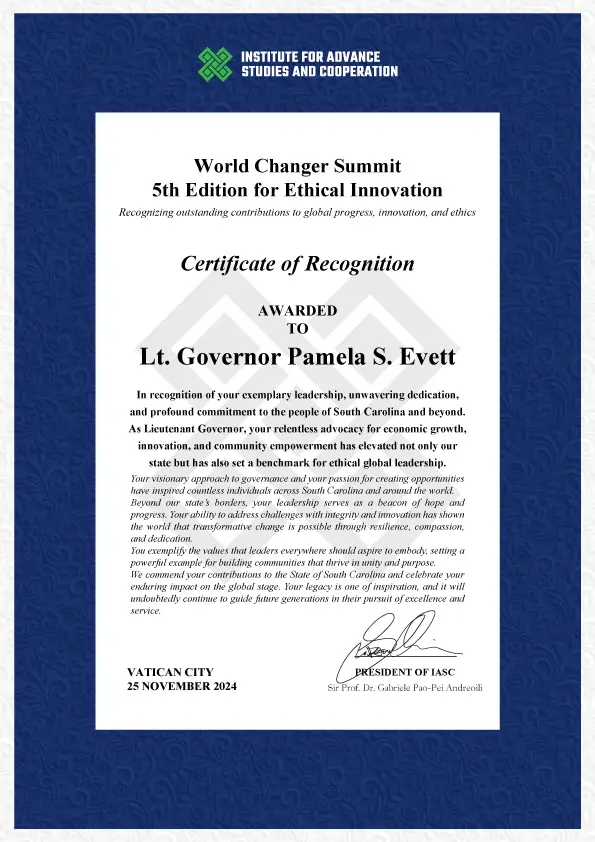 INSTITUTE FOR ADVANCE
STUDIES AND COOPERATION
World Changer Summit
5th Edition for Ethical Innovation
Recognizing outstanding contributions to global progress, innovation, and ethics
Certificate of Recognition
AWARDED
TO
Lt. Governor Pamela S. Evett
In recognition of your exemplary leadership, unwavering dedication,
and profound commitment to the people of South Carolina and beyond.
As Lieutenant Governor, your relentless advocacy for economic growth,
innovation, and community empowerment has elevated not only our
state but has also set a benchmark for ethical global leadership.
Your visionary approach to governance and your passion for creating opportunities
have inspired countless individuals across South Carolina and around the world.
Beyond our state's borders, your leadership serves as a beacon of hope and
progress. Your ability to address challenges with integrity and innovation has shown
the world that transformative change is possible through resilience, compassion,
and dedication.
You exemplify the values that leaders everywhere should aspire to embody, setting a
powerful example for building communities that thrive in unity and purpose.
We commend your contributions to the State of South Carolina and celebrate your
enduring impact on the global stage. Your legacy is one of inspiration, and it will
undoubtedly continue to guide future generations in their pursuit of excellence and
service.
VATICAN CITY
25 NOVEMBER 2024
PRESIDENT OF IASC
Sir Prof. Dr. Gabriele Pao-Pei Andreoili